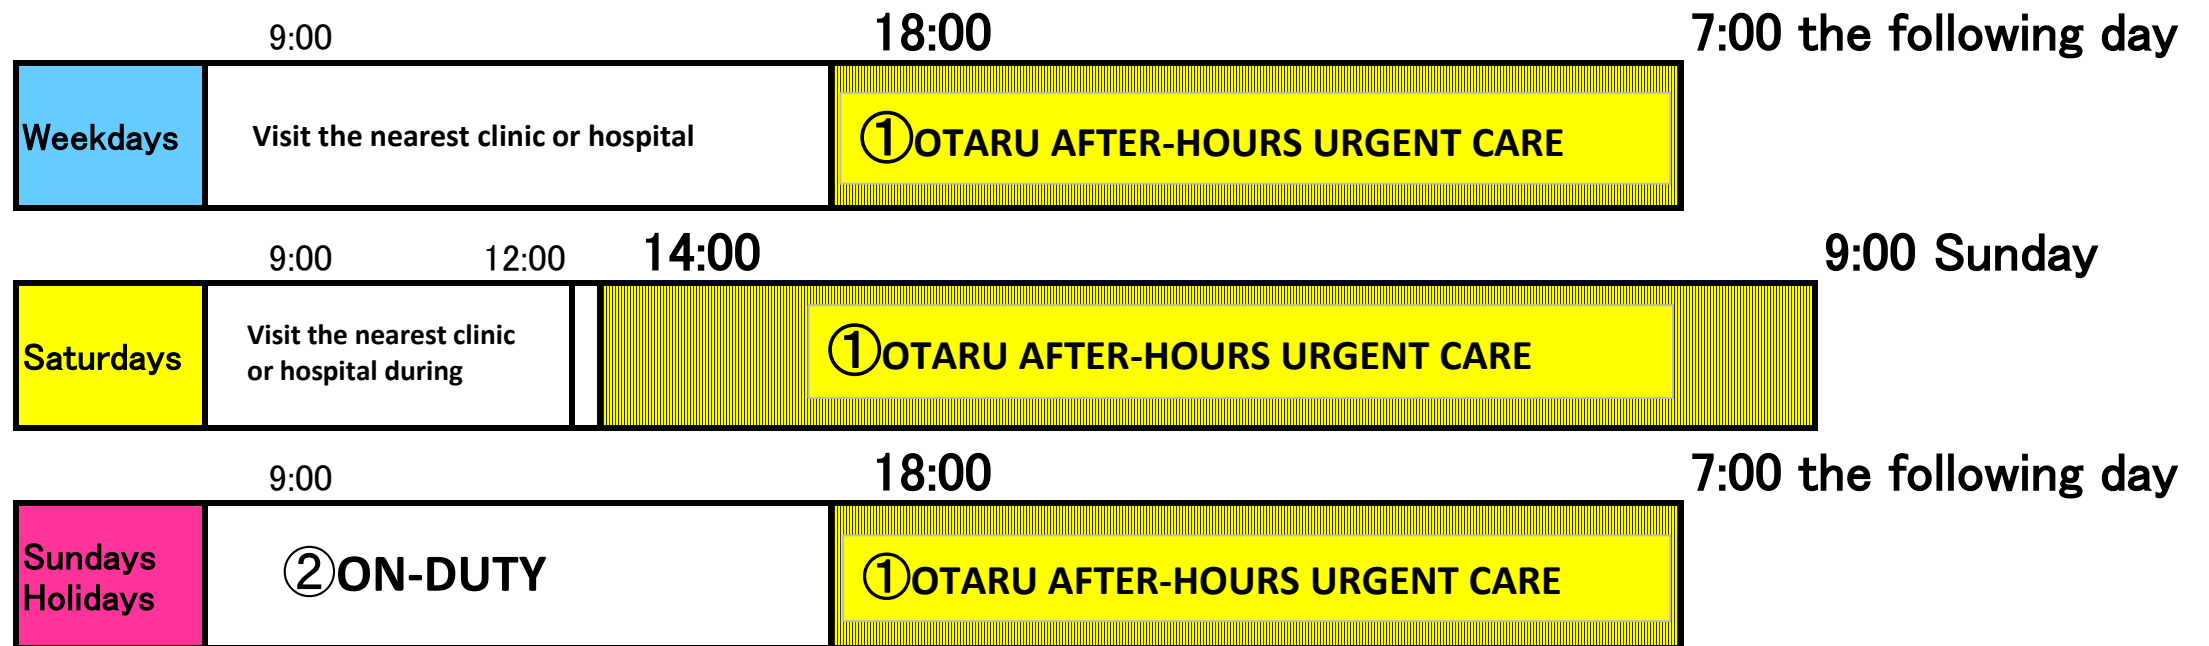 9:00 18:00 7:00 the following day
Weekdays Visit the nearest clinic or hospital ①OTARU AFTER-HOURS URGENT CARE
9:00 12:00 14:00 9:00 Sunday
Saturdays
Visit the nearest clinic
or hospital during
①OTARU AFTER-HOURS URGENT CARE
9:00 18:00 7:00 the following day
Sundays
Holidays
②ON-DUTY ①OTARU AFTER-HOURS URGENT CARE